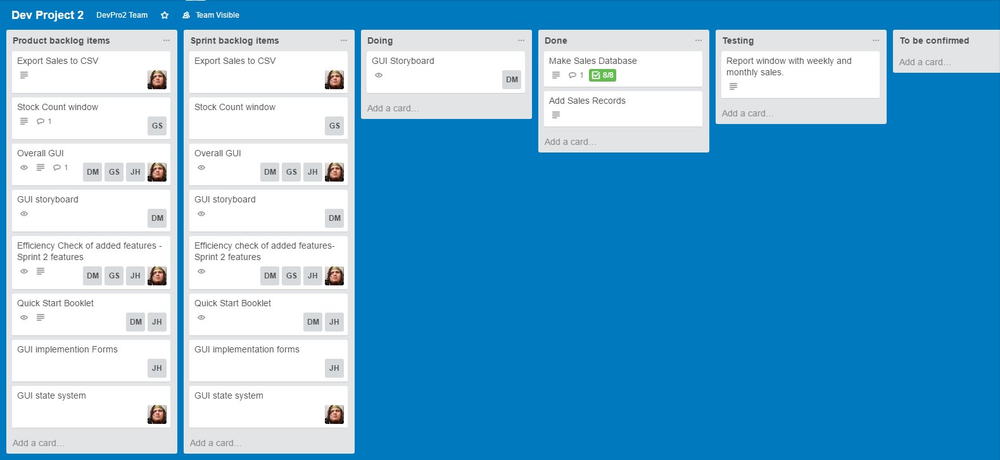 Dev Project 2 DevPro2 Team Team Visible
Product backlog items
Export Sales to CSV
Stock Count window
1
GS
Overall GUI
1 DM GS JH
GUI storyboard
DM
Efficiency Check of added features -
Sprint 2 features
DM GS JH
Quick Start Booklet
DM JH
GUI implemention Forms
JH
GUI state system
Add a card...
Sprint backlog items
Export Sales to CSV
Stock Count window
GS
Overall GUI
DM GS JH
GUI storyboard
DM
Efficiency check of added features-
Sprint 2 features
DM GS JH
Quick Start Booklet
DM JH
GUI implementation forms
JH
GUI state system
Add a card...
Doing
GUI Storyboard
DM
Add a card...
Done
Make Sales Database
1 8/8
Add Sales Records
Add a card...
Testing
Report window with weekly and
monthly sales.
Add a card...
To be confirmed
Add a card...